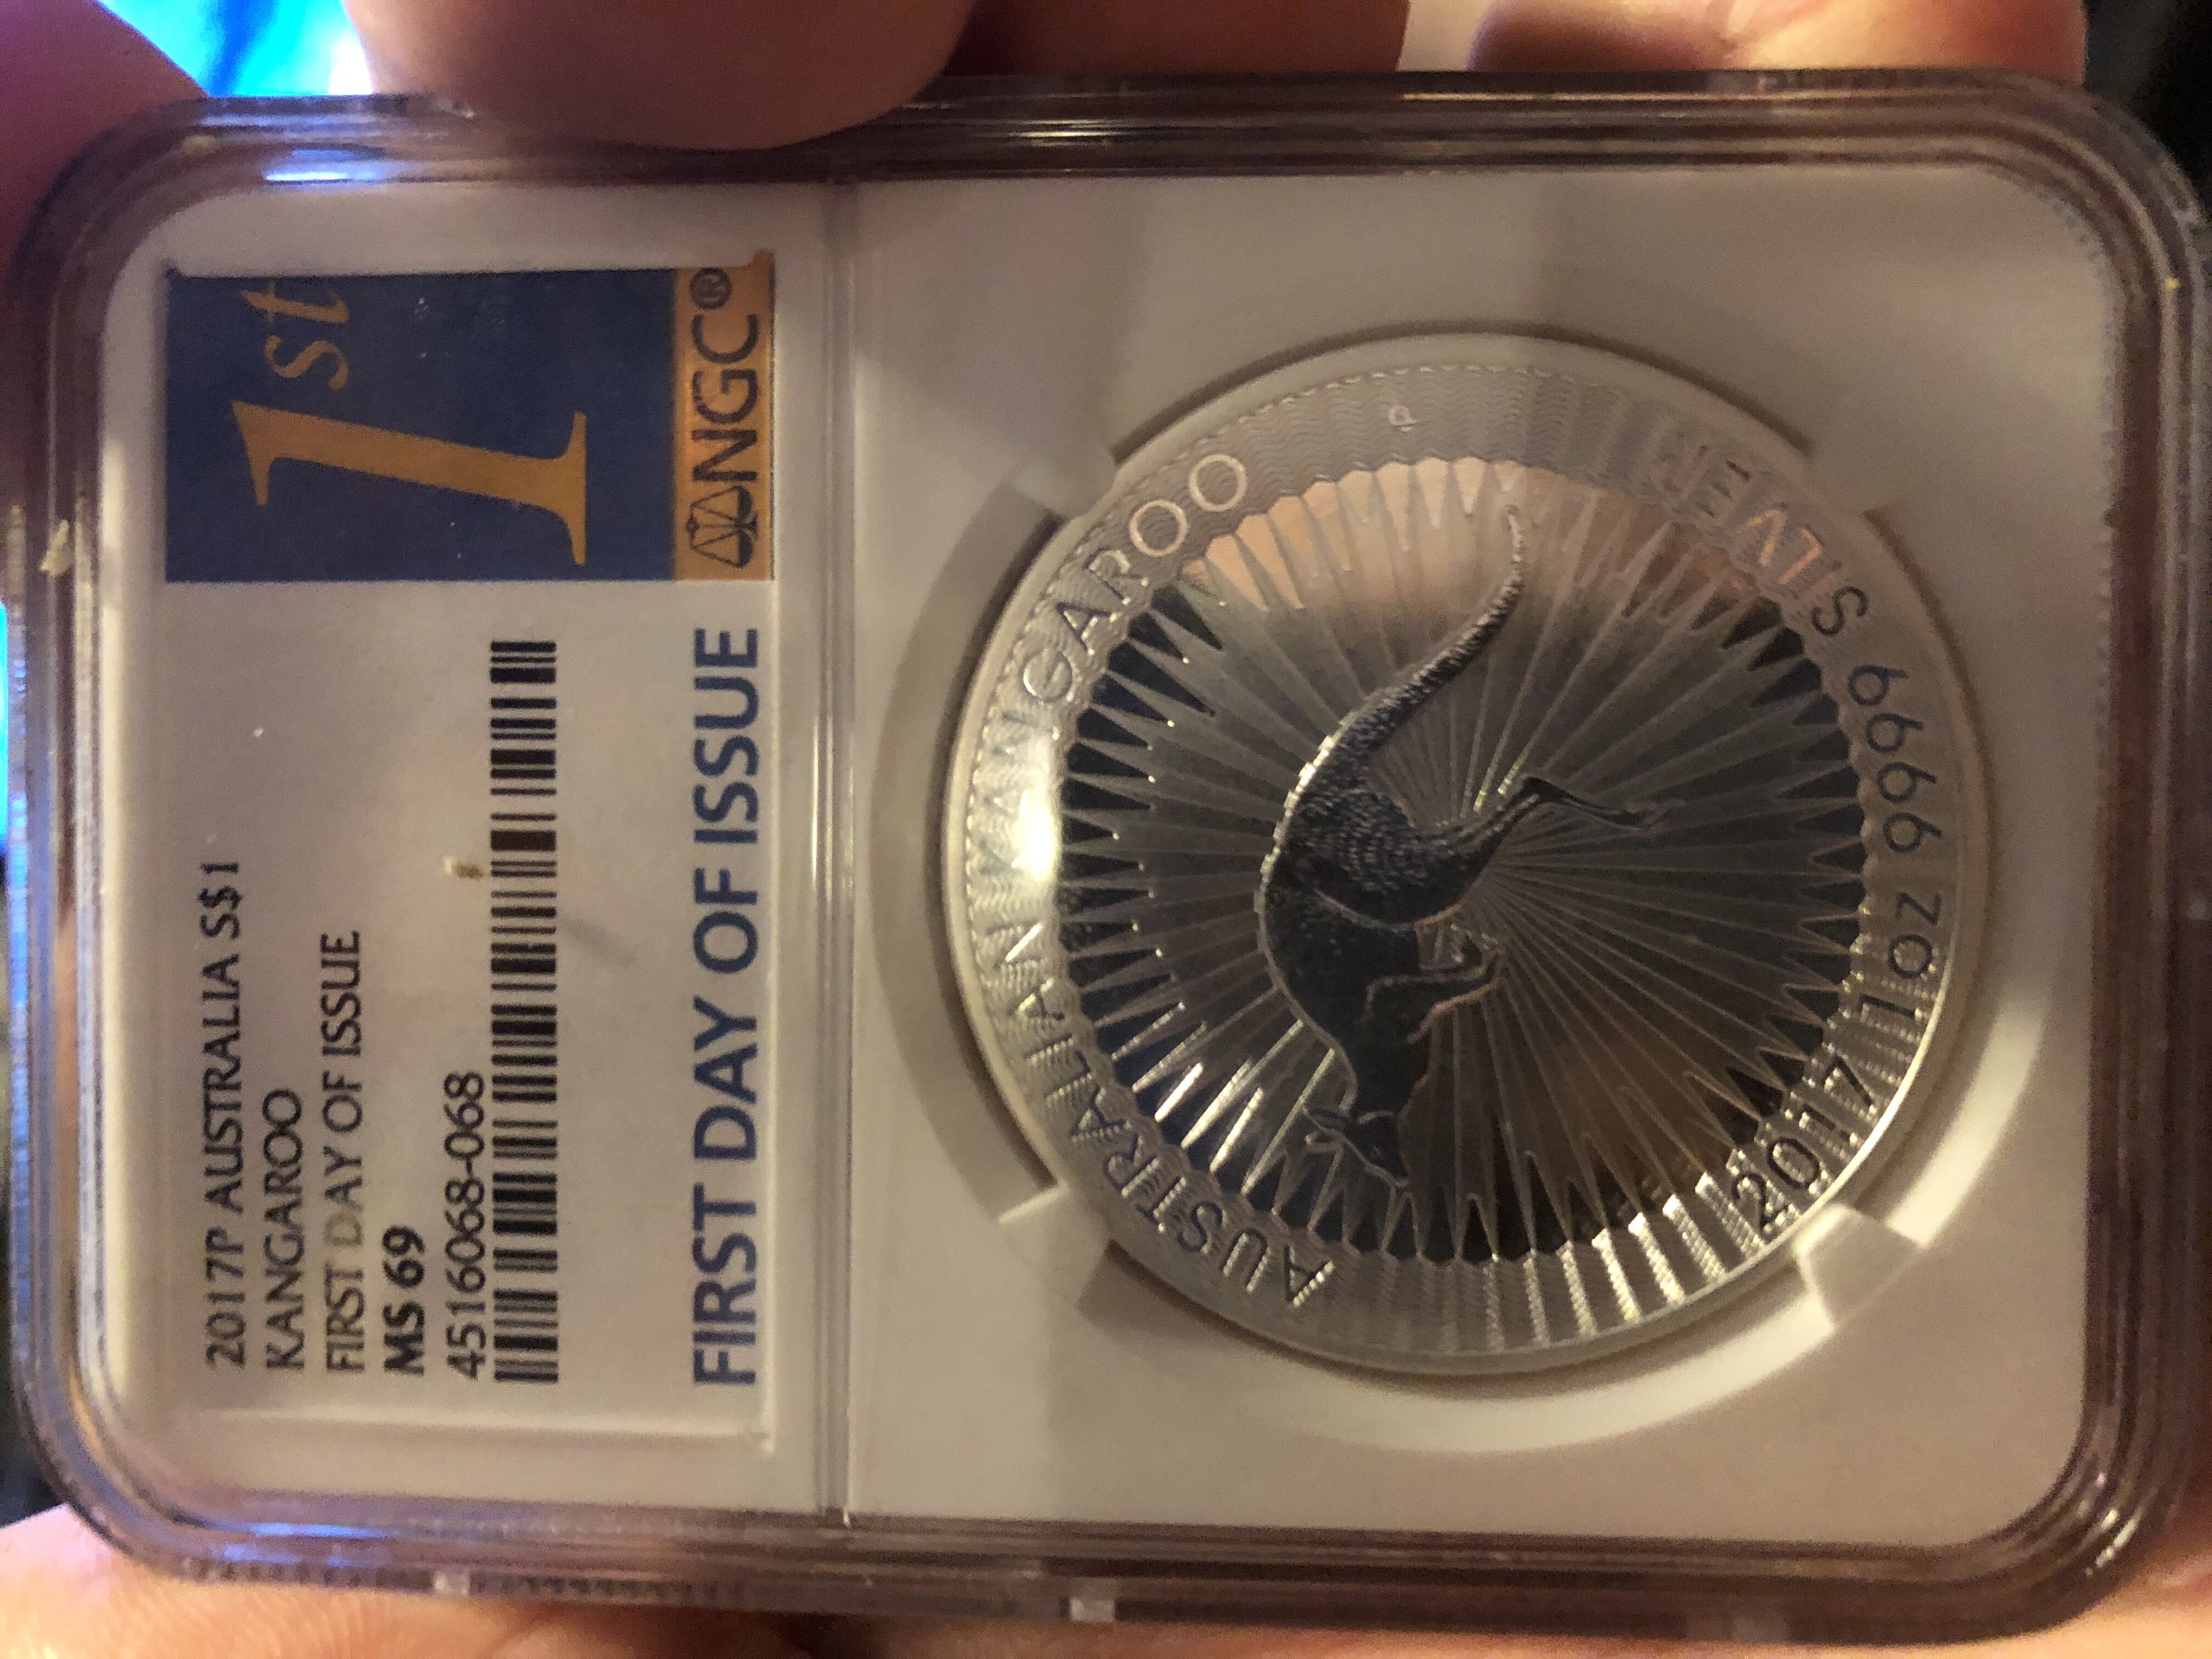 2017P AUSTRALIA S$1
KANGAROO
FIRST DAY OF ISSUE
MS 69
4516068-068
1st
NGC®
FIRST DAY OF ISSUE
AUSTRALIAN KANGAROO
P
2017 1oz 9999 SILVER